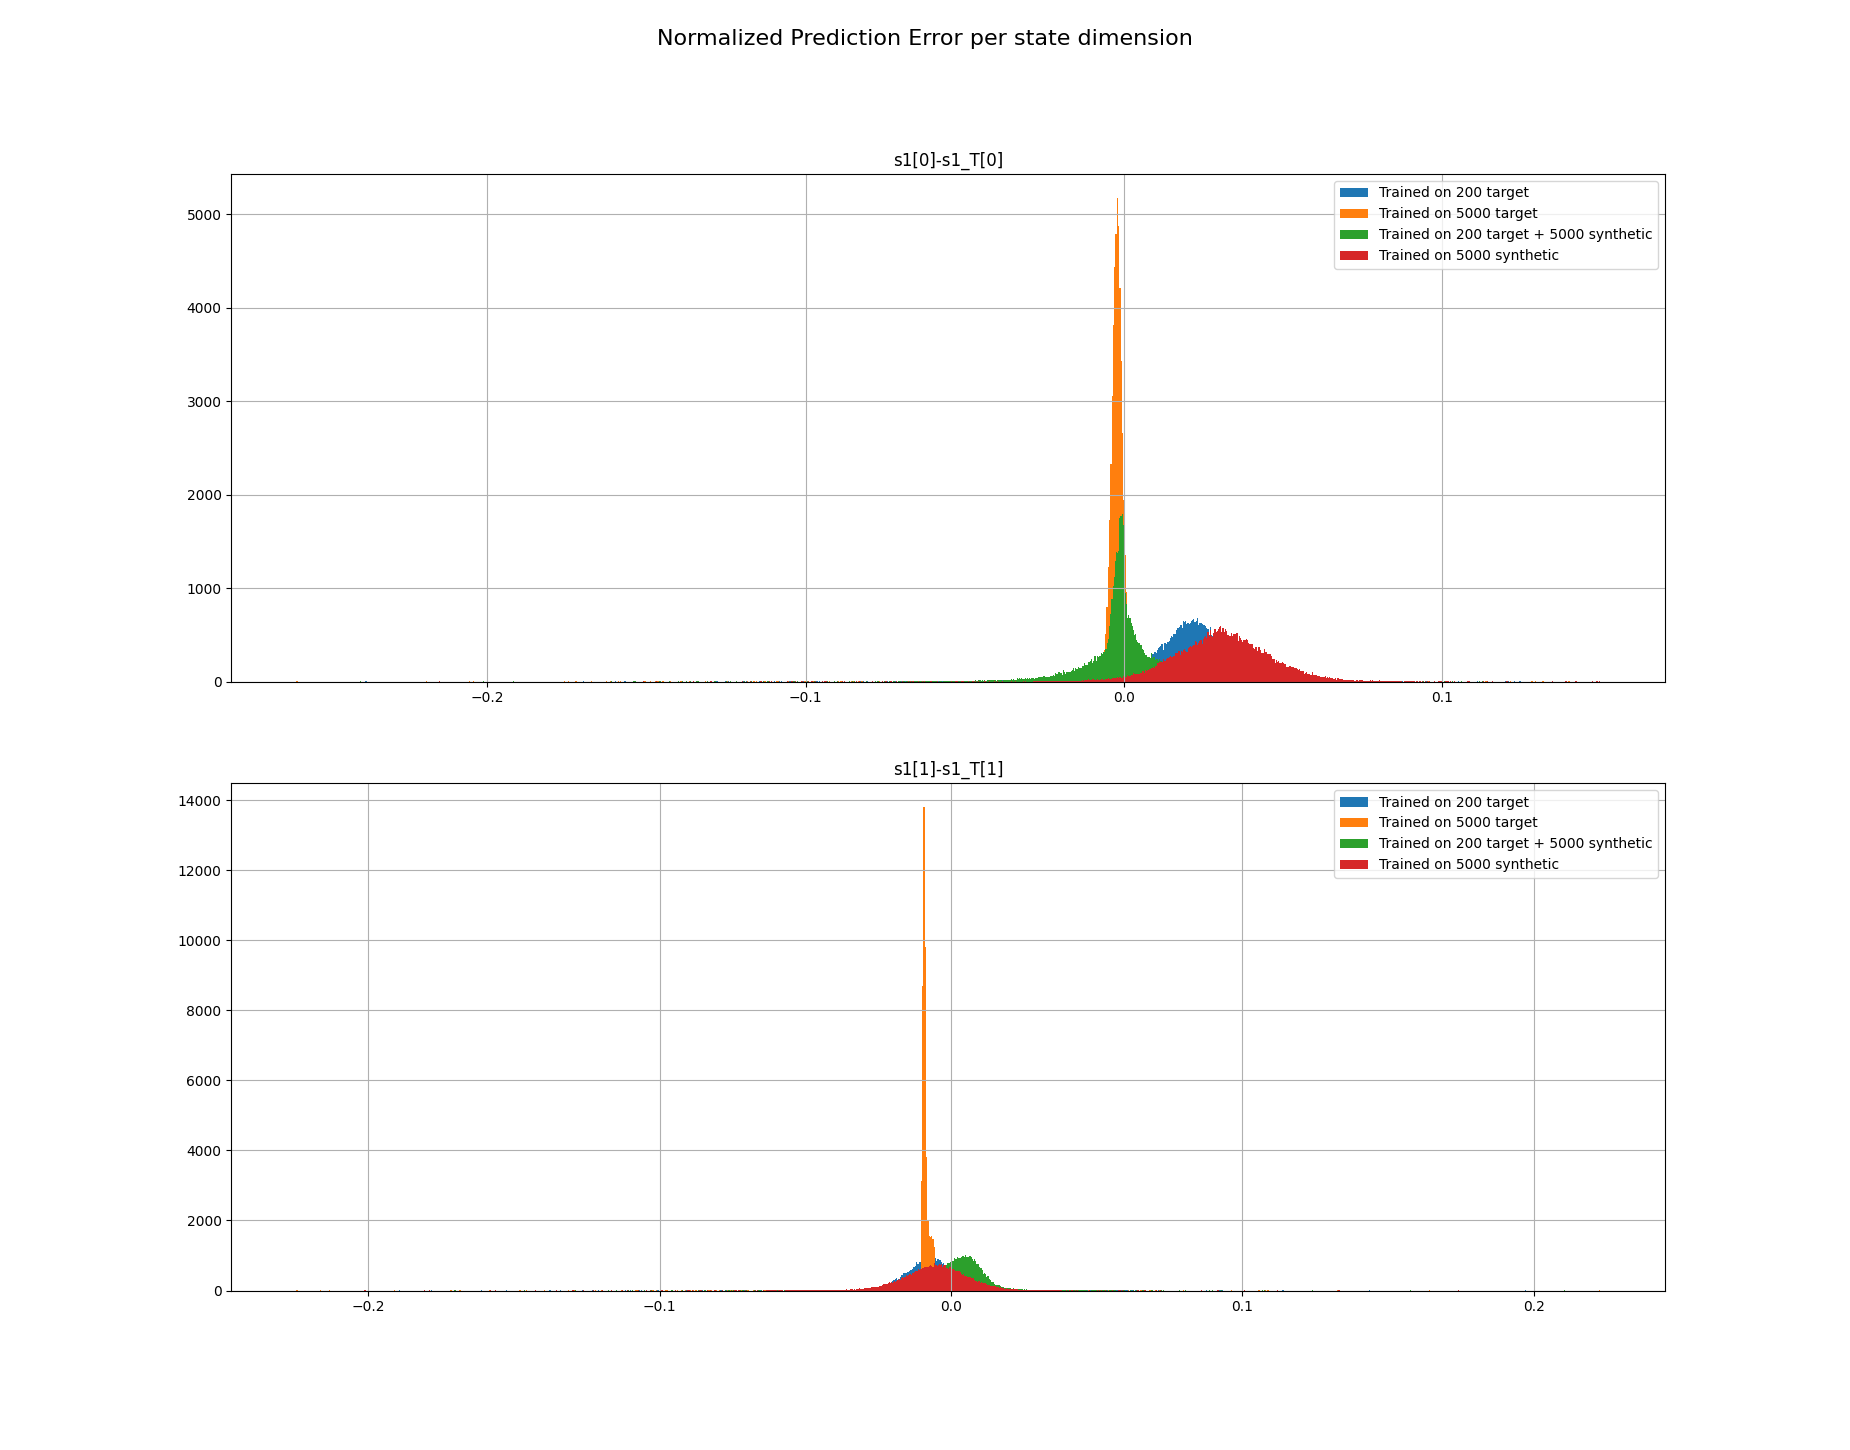 Normalized Prediction Error per state dimension
s1[0]-s1_T[0]
5000
4000
3000
2000
1000
0
Trained on 200 target
Trained on 5000 target
Trained on 200 target + 5000 synthetic
Trained on 5000 synthetic
−0.2 −0.1 0.0 0.1
s1[1]-s1_T[1]
14000
12000
10000
8000
6000
4000
2000
0
Trained on 200 target
Trained on 5000 target
Trained on 200 target + 5000 synthetic
Trained on 5000 synthetic
−0.2 −0.1 0.0 0.1 0.2